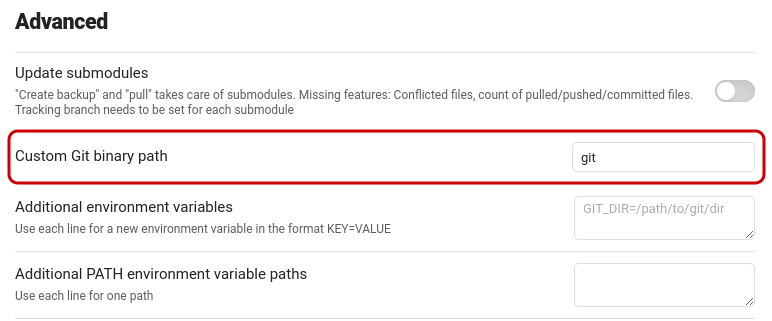 Advanced
Update submodules
"Create backup" and "pull" takes care of submodules. Missing features: Conflicted files, count of pulled/pushed/committed files.
Tracking branch needs to be set for each submodule
Custom Git binary path
git
Additional environment variables
GIT_DIR=/path/to/git/dir
Use each line for a new environment variable in the format KEY=VALUE
Additional PATH environment variable paths
Use each line for one path